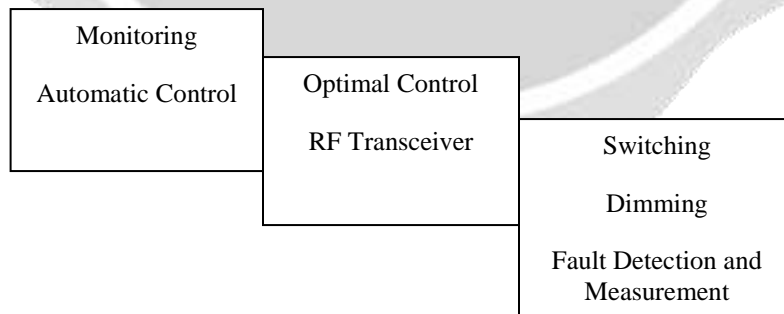 Monitoring
Automatic Control
Optimal Control
RF Transceiver
Switching
Dimming
Fault Detection and
Measurement